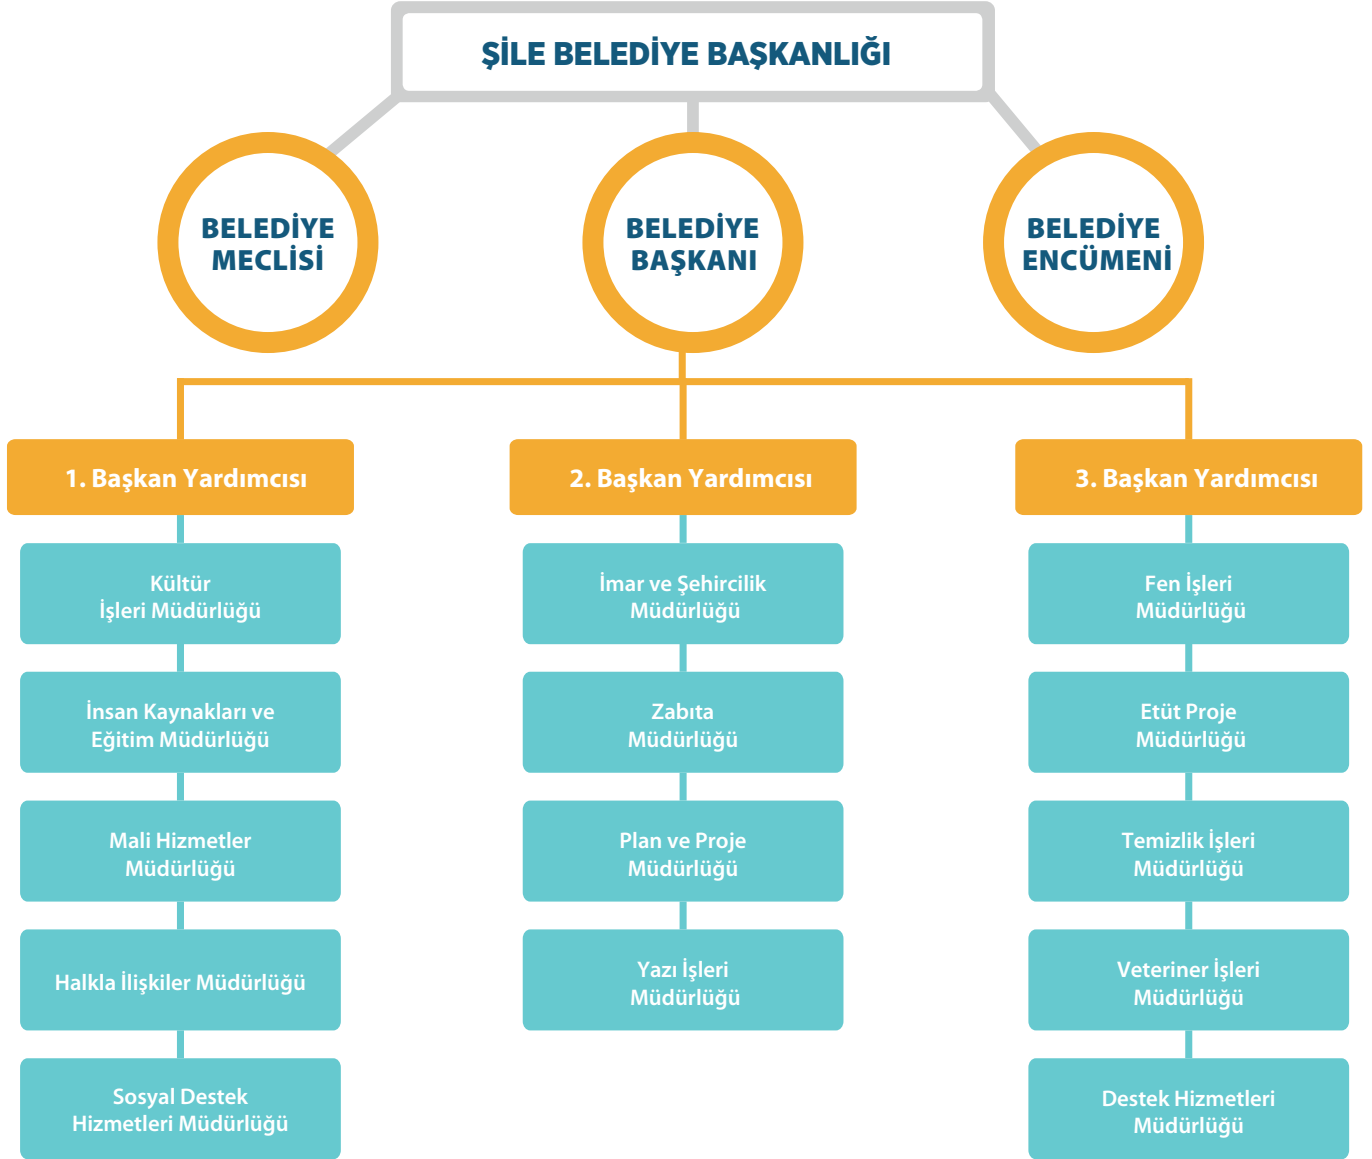 ŞİLE BELEDİYE BAŞKANLIĞI
BELEDİYE
MECLİSİ
BELEDİYE
BAŞKANI
BELEDİYE
ENCÜMENİ
1. Başkan Yardımcısı
Kültür
İşleri Müdürlüğü
İnsan Kaynakları ve
Eğitim Müdürlüğü
Mali Hizmetler
Müdürlüğü
Halkla İlişkiler Müdürlüğü
Sosyal Destek
Hizmetleri Müdürlüğü
2. Başkan Yardımcısı
İmar ve Şehircilik
Müdürlüğü
Zabıta
Müdürlüğü
Plan ve Proje
Müdürlüğü
Yazı İşleri
Müdürlüğü
3. Başkan Yardımcısı
Fen İşleri
Müdürlüğü
Etüt Proje
Müdürlüğü
Temizlik İşleri
Müdürlüğü
Veteriner İşleri
Müdürlüğü
Destek Hizmetleri
Müdürlüğü